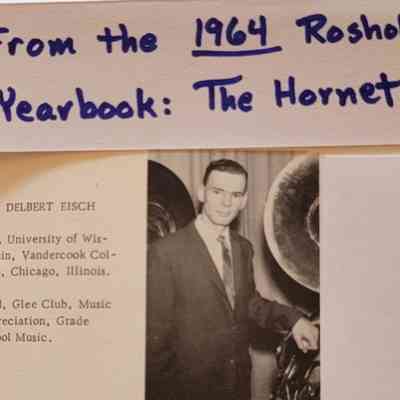 From the 1964 Roshol
Yearbook: The Hornet
DELBERT EISCH
, University of Wis-
in, Vandercook Col-
, Chicago, Illinois.
, Glee Club, Music
reciation, Grade
ool Music.